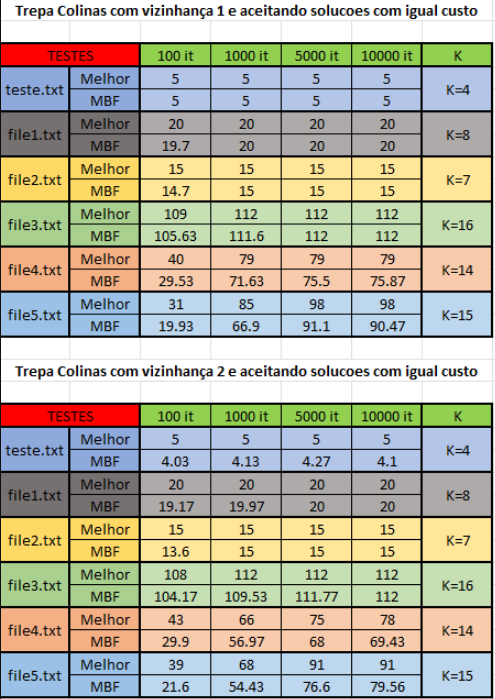 Trepa Colinas com vizinhança 1 e aceitando solucoes com igual custo
TESTES 100 it 1000 it 5000 it 10000 it K
teste.txt Melhor 5 5 5 5 K=4
MBF 5 5 5 5
file1.txt Melhor 20 20 20 20 K=8
MBF 19.7 20 20 20
file2.txt Melhor 15 15 15 15 K=7
MBF 14.7 15 15 15
file3.txt Melhor 109 112 112 112 K=16
MBF 105.63 111.6 112 112
file4.txt Melhor 40 79 79 79 K=14
MBF 29.53 71.63 75.5 75.87
file5.txt Melhor 31 85 98 98 K=15
MBF 19.93 66.9 91.1 90.47
Trepa Colinas com vizinhança 2 e aceitando solucoes com igual custo
TESTES 100 it 1000 it 5000 it 10000 it K
teste.txt Melhor 5 5 5 5 K=4
MBF 4.03 4.13 4.27 4.1
file1.txt Melhor 20 20 20 20 K=8
MBF 19.17 19.97 20 20
file2.txt Melhor 15 15 15 15 K=7
MBF 13.6 15 15 15
file3.txt Melhor 108 112 112 112 K=16
MBF 104.17 109.53 111.77 112
file4.txt Melhor 43 66 75 78 K=14
MBF 29.9 56.97 68 69.43
file5.txt Melhor 39 68 91 91 K=15
MBF 21.6 54.43 76.6 79.56